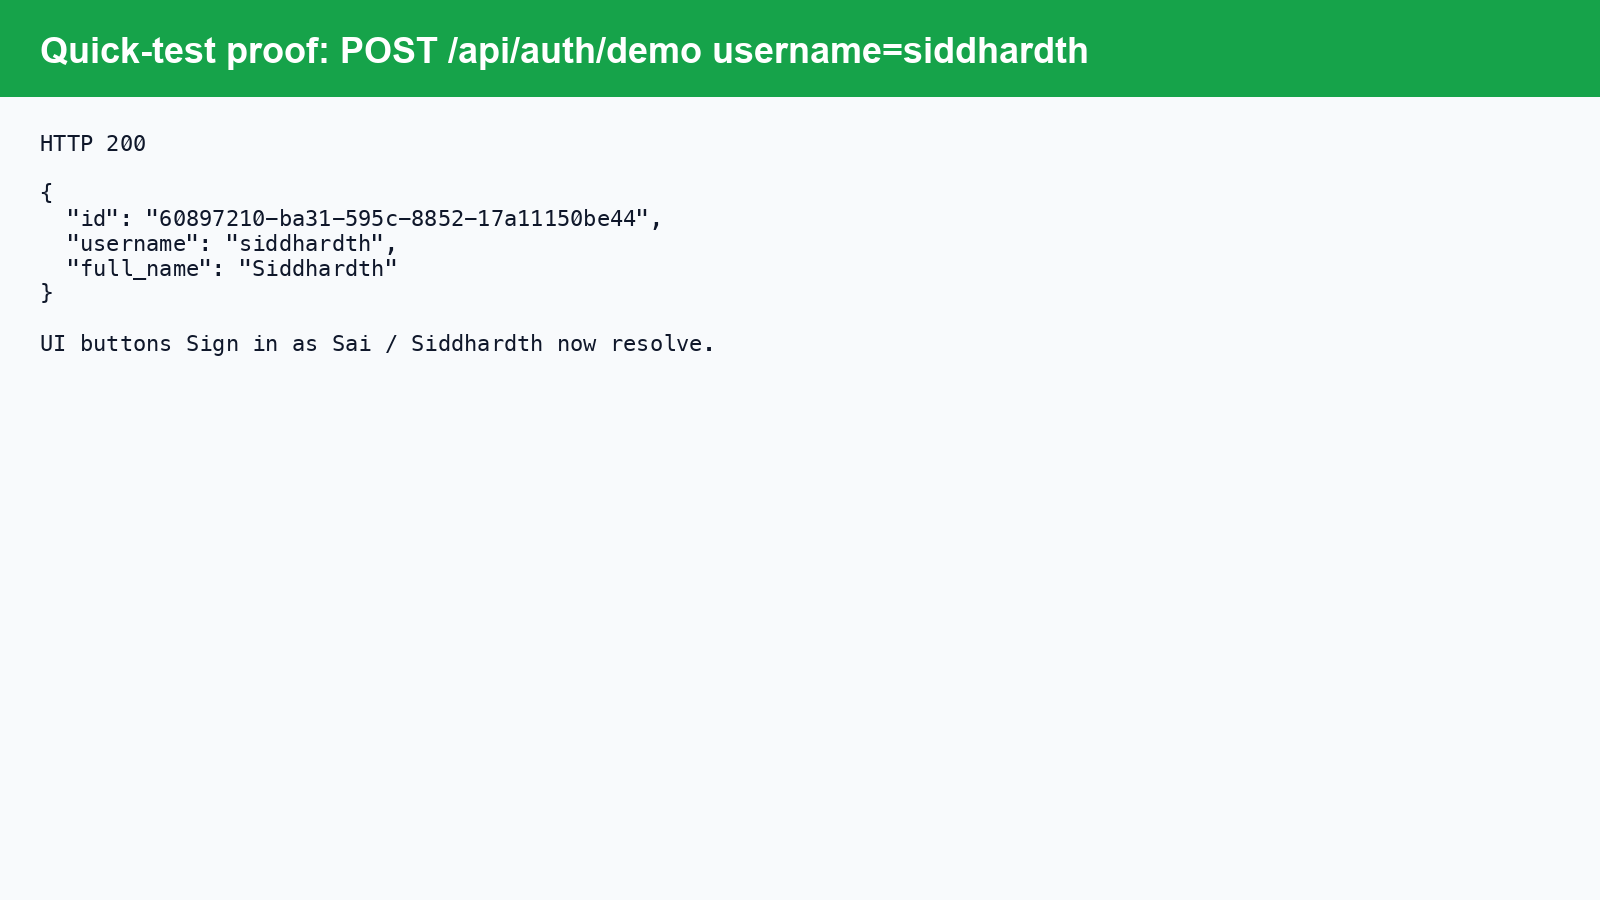 Quick-test proof: POST /api/auth/demo username=siddhardth
HTTP 200
{
  "id": "60897210-ba31-595c-8852-17a11150be44",
  "username": "siddhardth",
  "full_name": "Siddhardth"
}
UI buttons Sign in as Sai / Siddhardth now resolve.